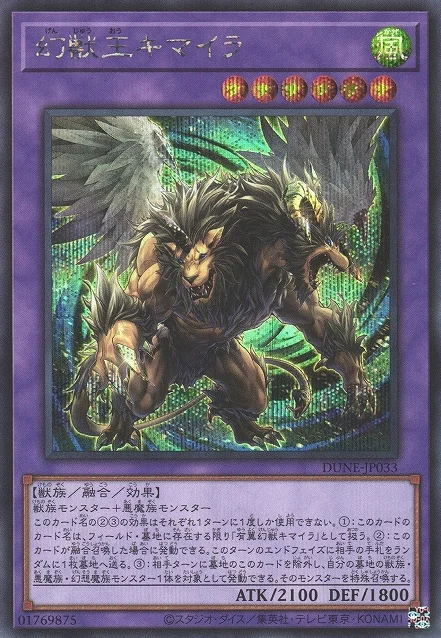 幻獣王キマイラ
風
DUNE-JP033
【獣族／融合／効果】
獣族モンスター＋悪魔族モンスター
このカード名の②③の効果はそれぞれ１ターンに１度しか使用できない。①：このカードの
カード名は、フィールド・墓地に存在する限り「有翼幻獣キマイラ」として扱う。②：この
カードが融合召喚した場合に発動できる。このターンのエンドフェイズに相手の手札をラン
ダムに１枚墓地へ送る。③：相手ターンに墓地のこのカードを除外し、自分の墓地の獣族・
悪魔族・幻想魔族モンスター１体を対象として発動できる。そのモンスターを特殊召喚する。
ATK/2100 DEF/1800
01769875
©スタジオ・ダイス／集英社・テレビ東京・KONAMI